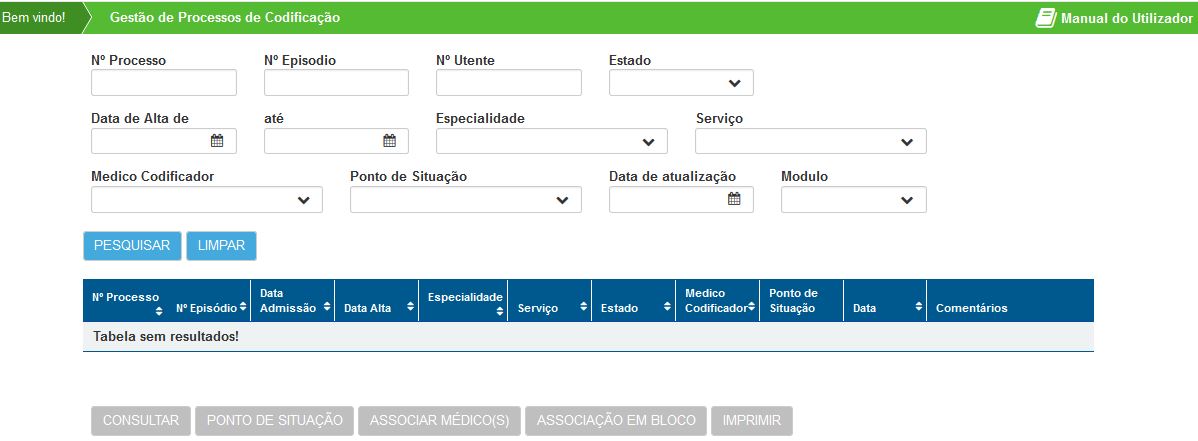 Bem vindo! Gestão de Processos de Codificação Manual do Utilizador
Nº Processo Nº Episodio Nº Utente Estado
Data de Alta de até Especialidade Serviço
Medico Codificador Ponto de Situação Data de atualização Modulo
PESQUISAR LIMPAR
Nº Processo Nº Episódio Data Admissão Data Alta Especialidade Serviço Estado Medico Codificador Ponto de Situação Data Comentários
Tabela sem resultados!
CONSULTAR PONTO DE SITUAÇÃO ASSOCIAR MÉDICO(S) ASSOCIAÇÃO EM BLOCO IMPRIMIR